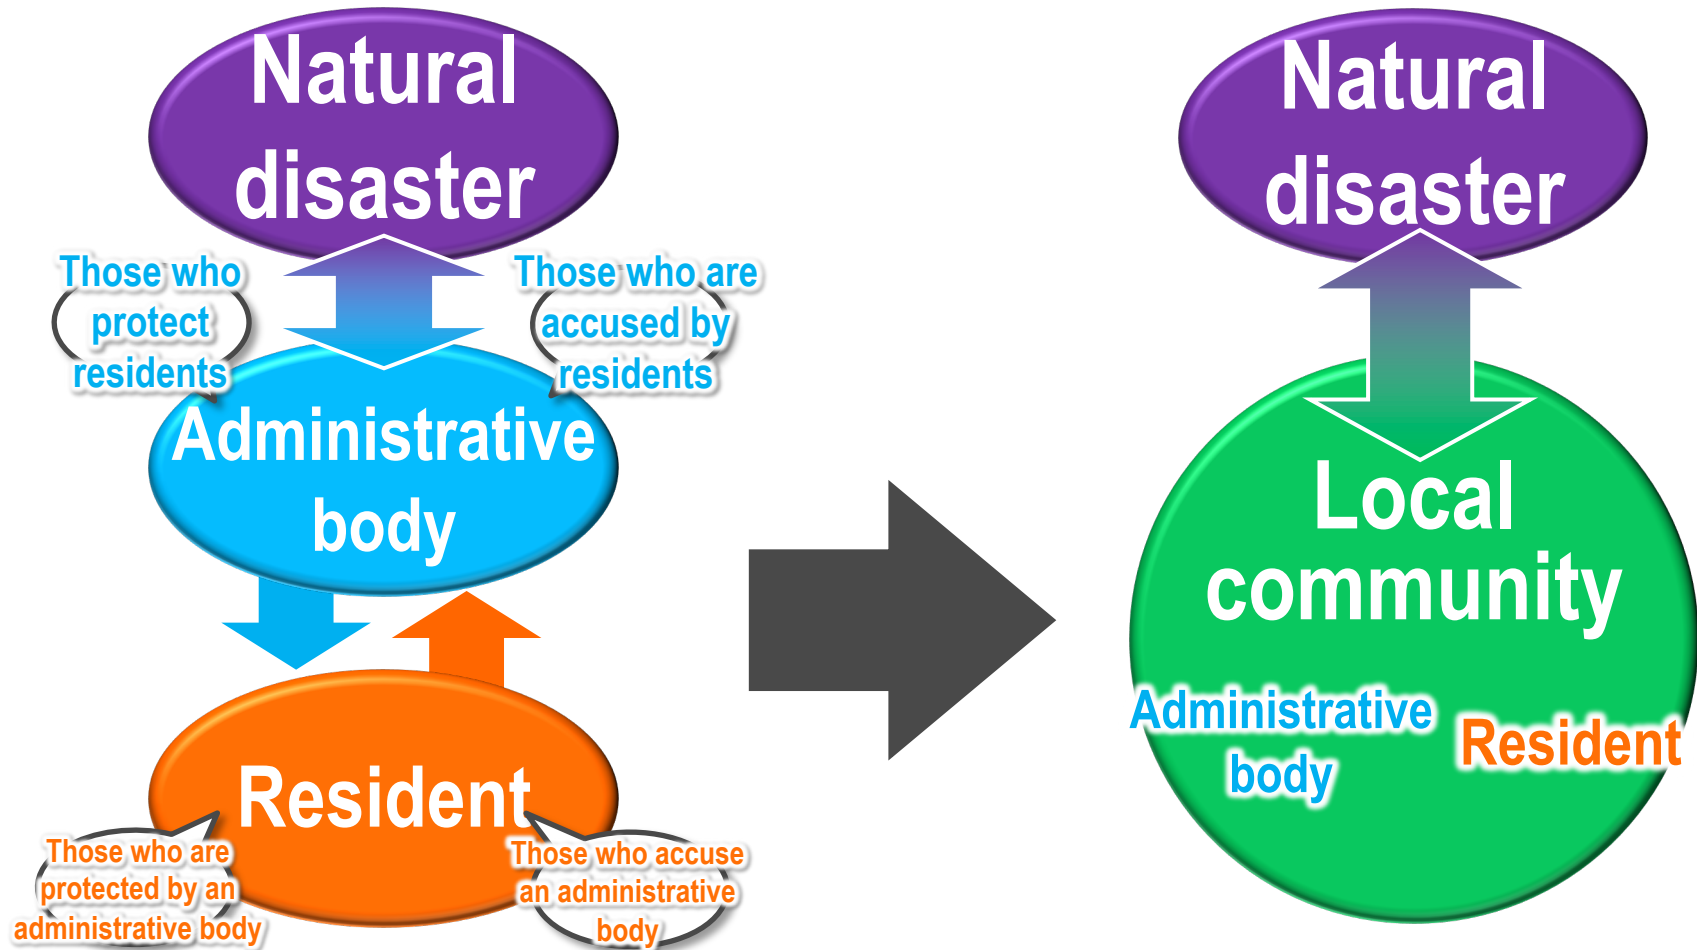 Natural
disaster
Those who
protect
residents
Those who are
accused by
residents
Administrative
body
Resident
Those who are
protected by an
administrative body
Those who accuse
an administrative
body
Natural
disaster
Local
community
Administrative
body
Resident